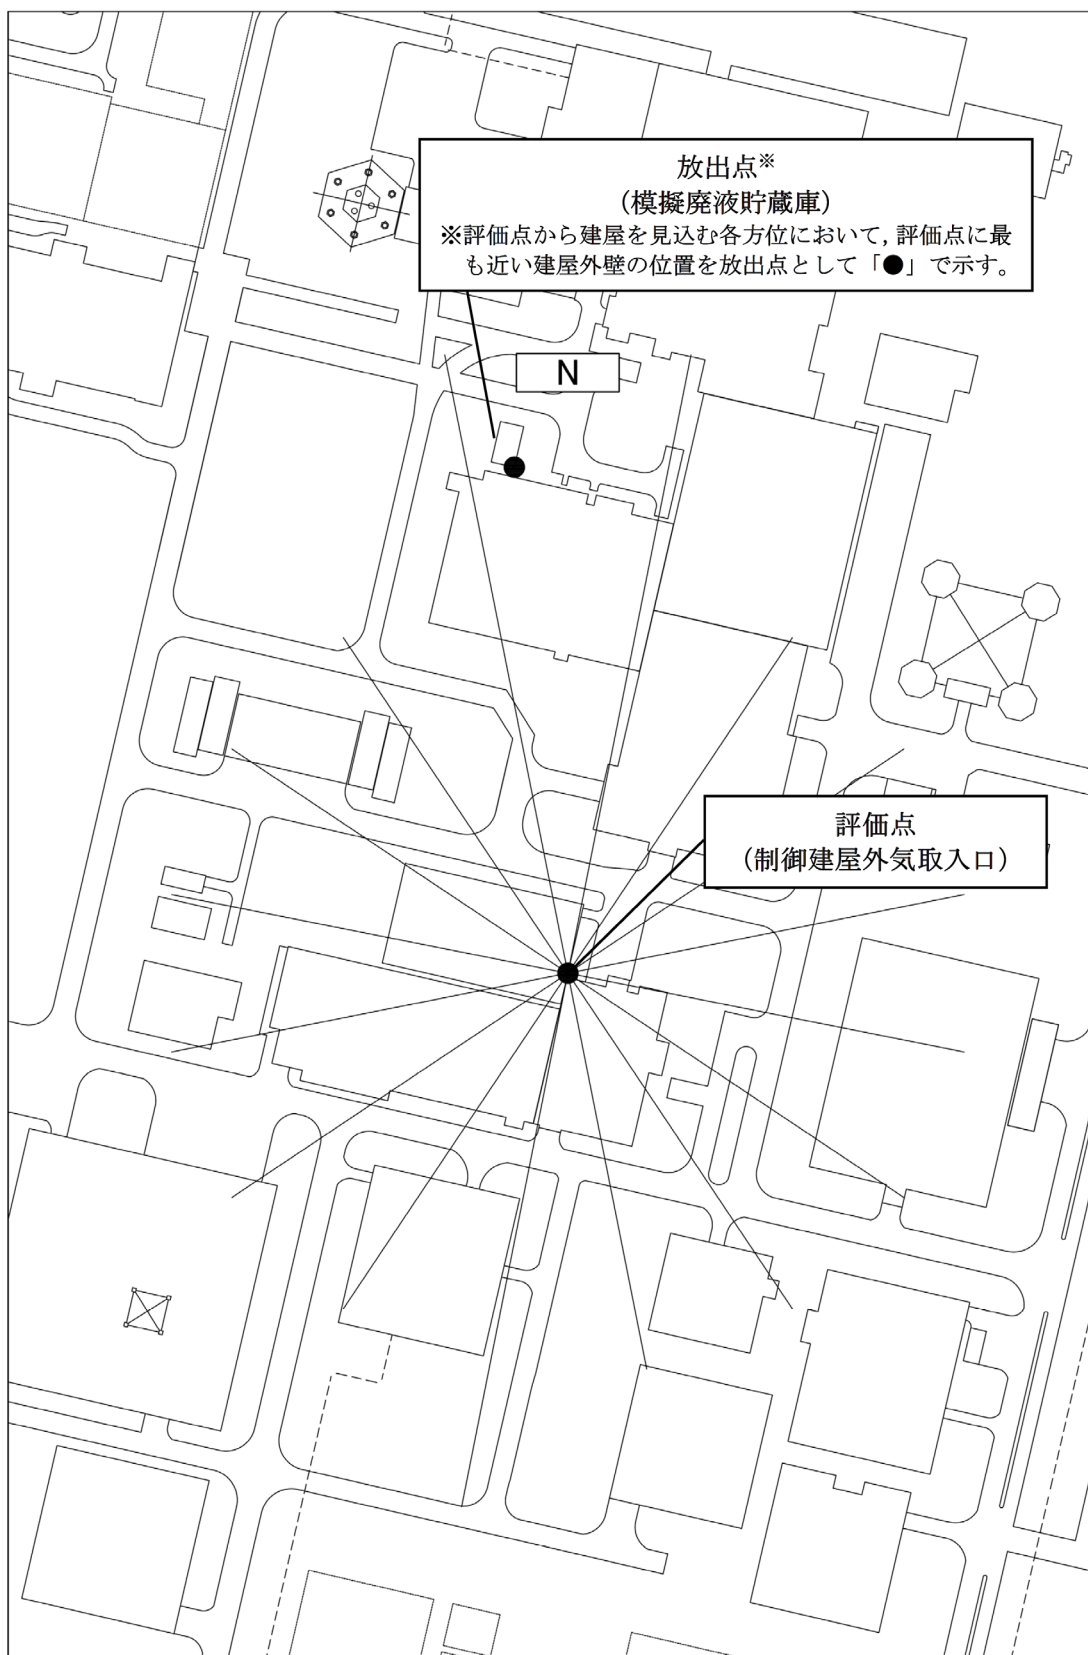 放出点※
（模擬廃液貯蔵庫）
※評価点から建屋を見込む各方位において，評価点に最
も近い建屋外壁の位置を放出点として「●」で示す。
N
評価点
（制御建屋外気取入口）